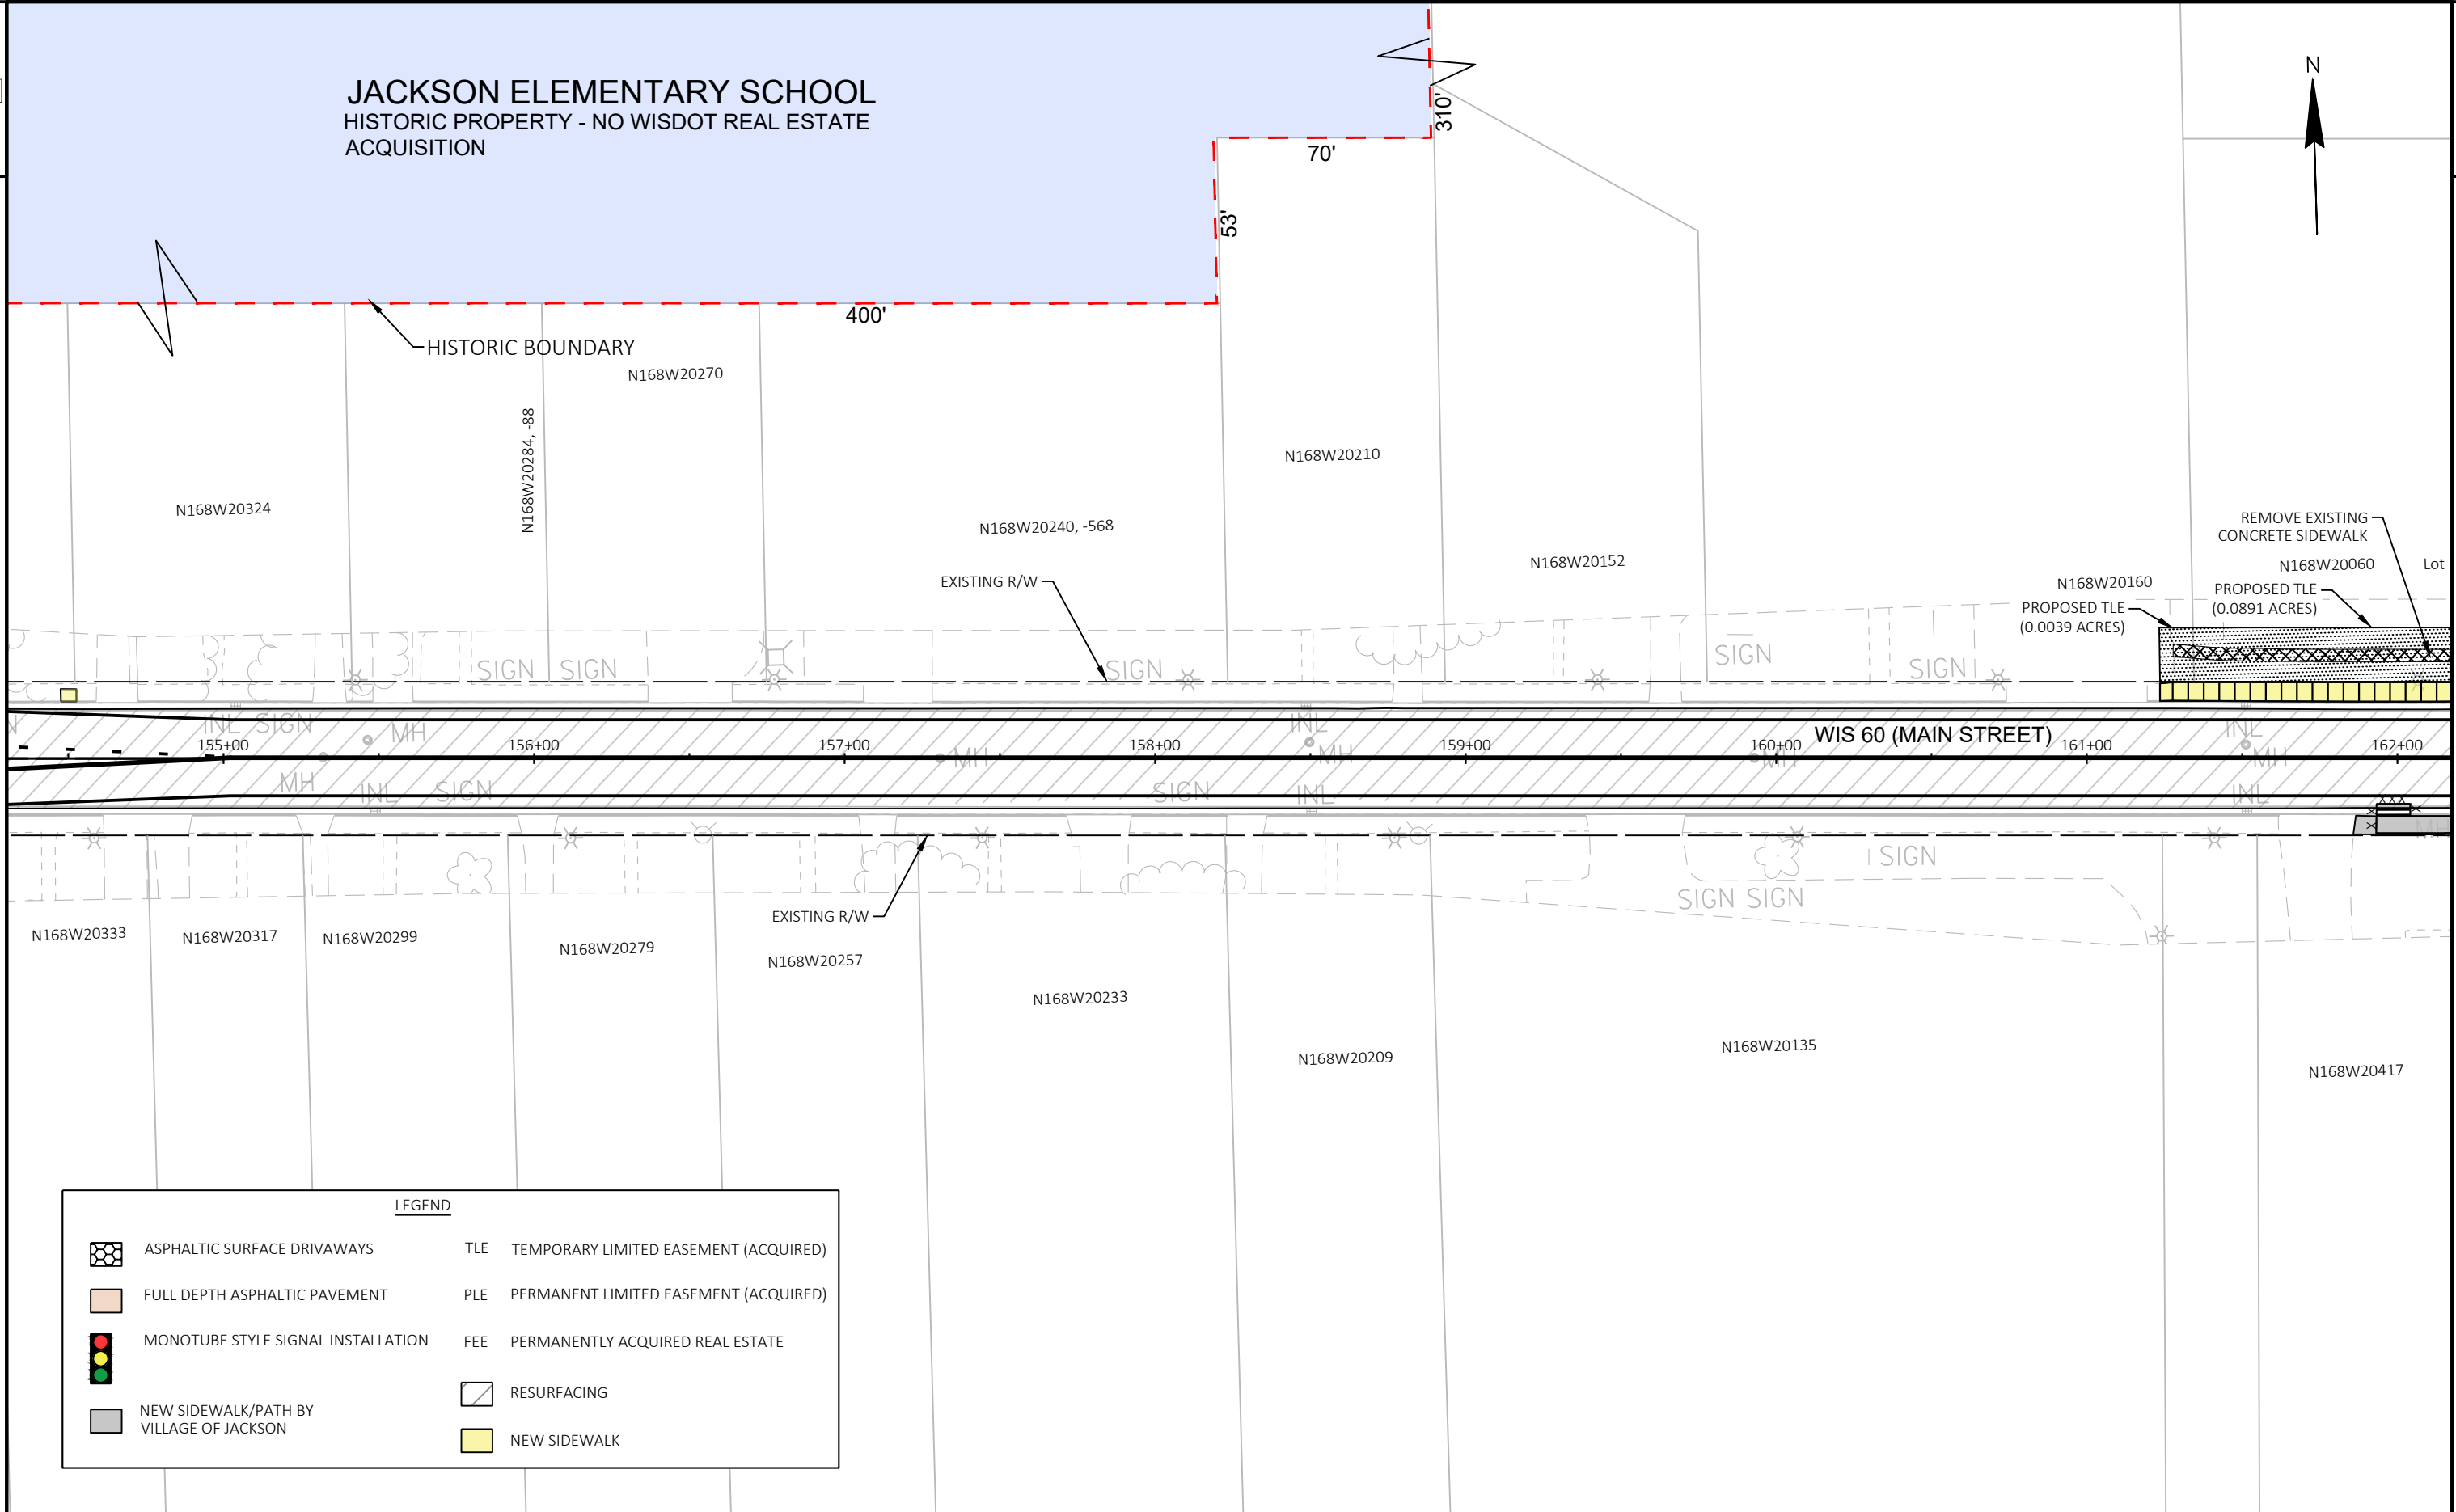 JACKSON ELEMENTARY SCHOOL
HISTORIC PROPERTY - NO WISDOT REAL ESTATE
ACQUISITION
N
310'
70'
53'
400'
HISTORIC BOUNDARY
N168W20270
N168W20284, -88
N168W20324
N168W20210
N168W20240, -568
N168W20152
EXISTING R/W
REMOVE EXISTING
CONCRETE SIDEWALK
N168W20060
Lot
N168W20160
PROPOSED TLE
(0.0891 ACRES)
PROPOSED TLE
(0.0039 ACRES)
SIGN SIGN
SIGN
SIGN
SIGN
INL SIGN
MH
INL
INL
WIS 60 (MAIN STREET)
155+00
156+00
157+00
158+00
159+00
160+00
161+00
162+00
MH
MH
MH
MH
MH
INL
SIGN
SIGN
INL
INL
MH
SIGN
SIGN SIGN
EXISTING R/W
N168W20333
N168W20317
N168W20299
N168W20279
N168W20257
N168W20233
N168W20209
N168W20135
N168W20417
LEGEND
ASPHALTIC SURFACE DRIVAWAYS
FULL DEPTH ASPHALTIC PAVEMENT
MONOTUBE STYLE SIGNAL INSTALLATION
NEW SIDEWALK/PATH BY
VILLAGE OF JACKSON
TLE TEMPORARY LIMITED EASEMENT (ACQUIRED)
PLE PERMANENT LIMITED EASEMENT (ACQUIRED)
FEE PERMANENTLY ACQUIRED REAL ESTATE
RESURFACING
NEW SIDEWALK